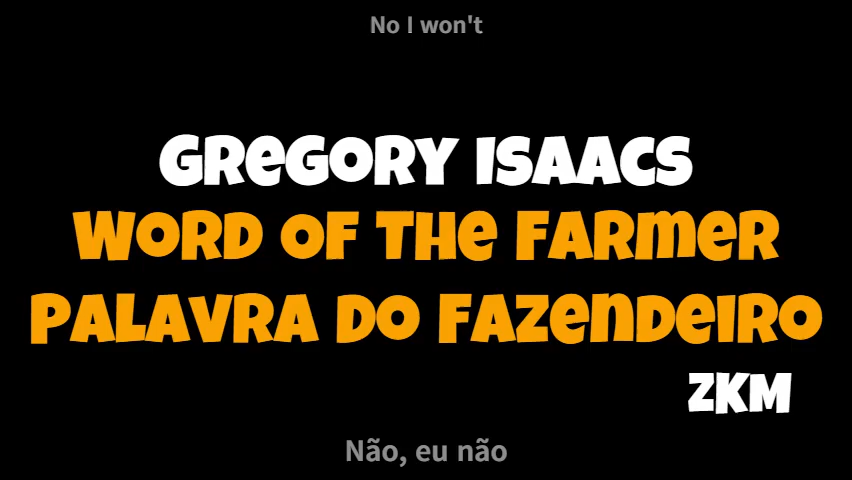 No I won't
GREGORY ISAACS
WORD OF THE FARMER
PALAVRA DO FAZENDEIRO
ZKM
Não, eu não